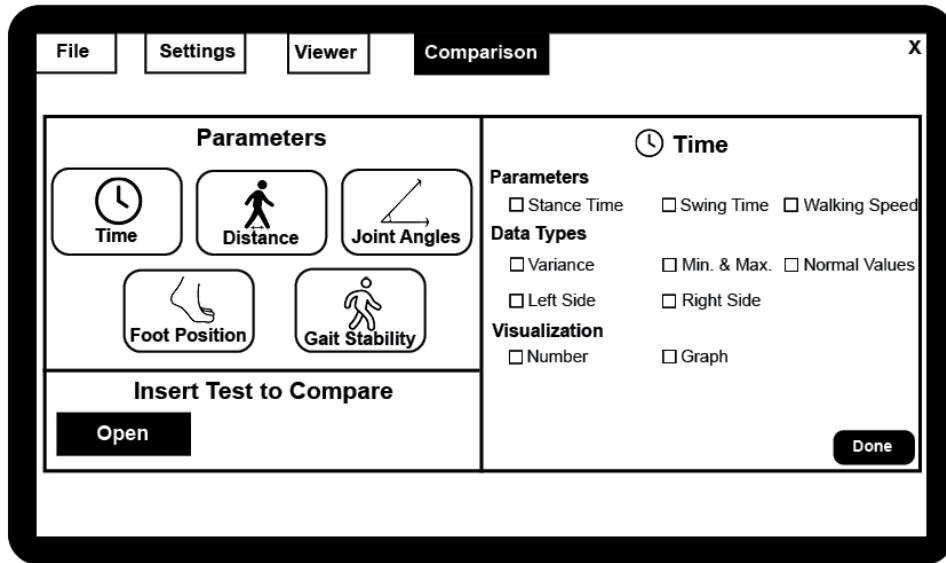 File Settings Viewer Comparison X
Parameters
Time Distance Joint Angles
Foot Position Gait Stability
Insert Test to Compare
Open
Time
Parameters
Stance Time Swing Time Walking Speed
Data Types
Variance Min. & Max. Normal Values
Left Side Right Side
Visualization
Number Graph
Done